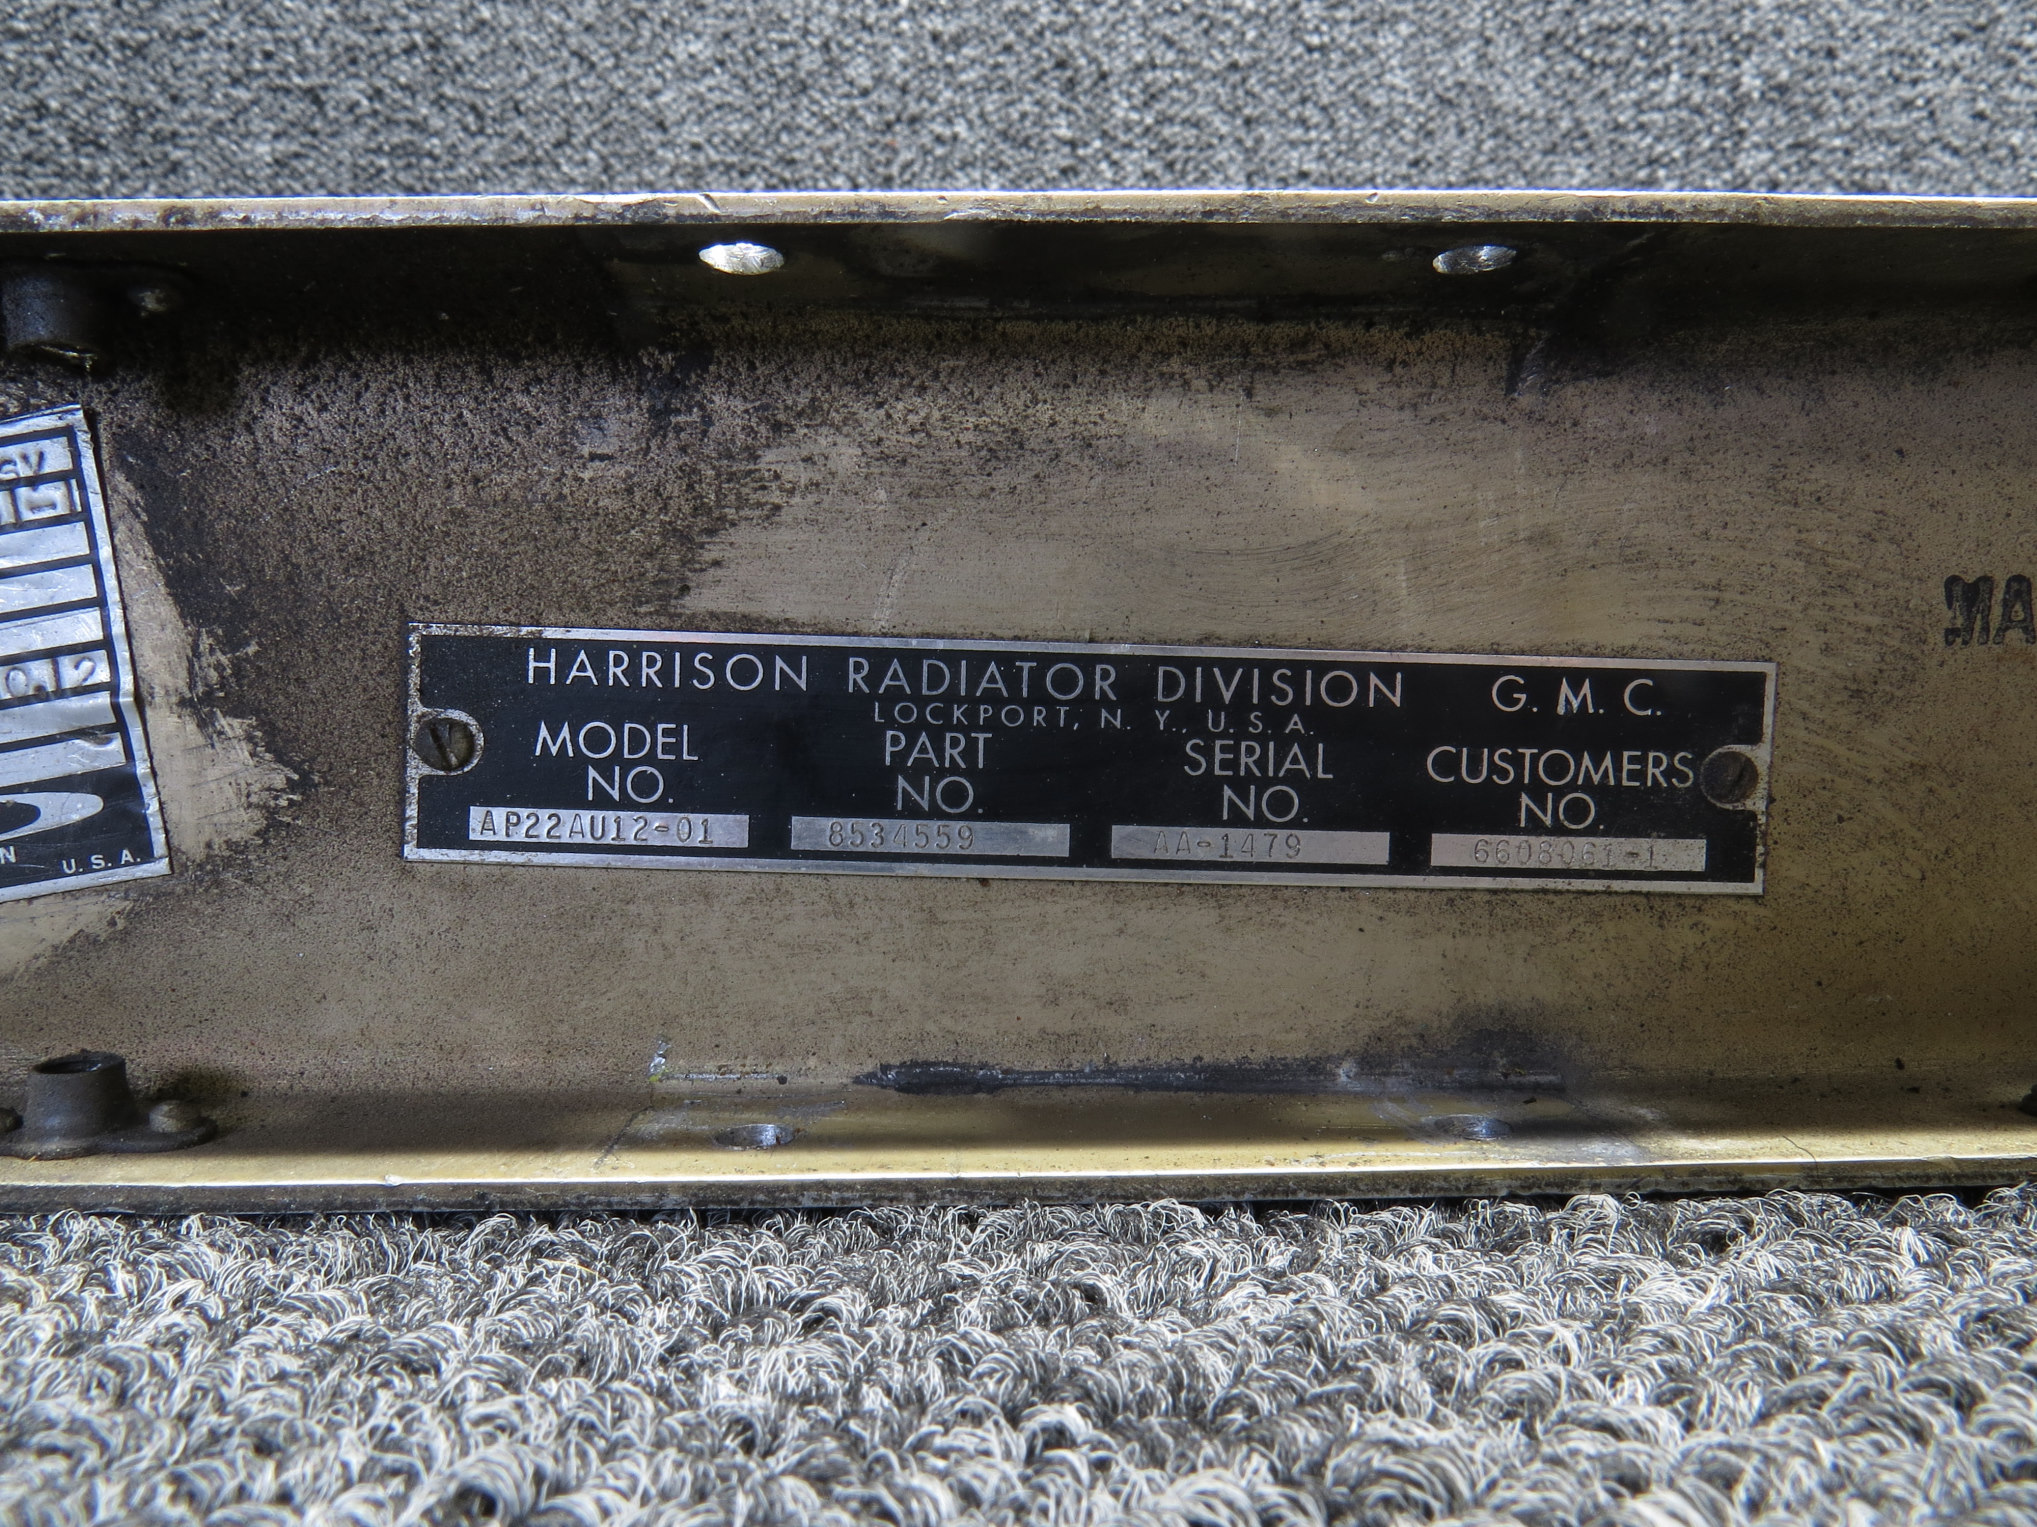 HARRISON RADIATOR DIVISION G. M. C.
LOCKPORT, N. Y., U. S. A.
MODEL NO. PART NO. SERIAL NO. CUSTOMERS NO.
AP22AU12-01 8534559 AA-1479 6608061-1
U. S. A.
MA